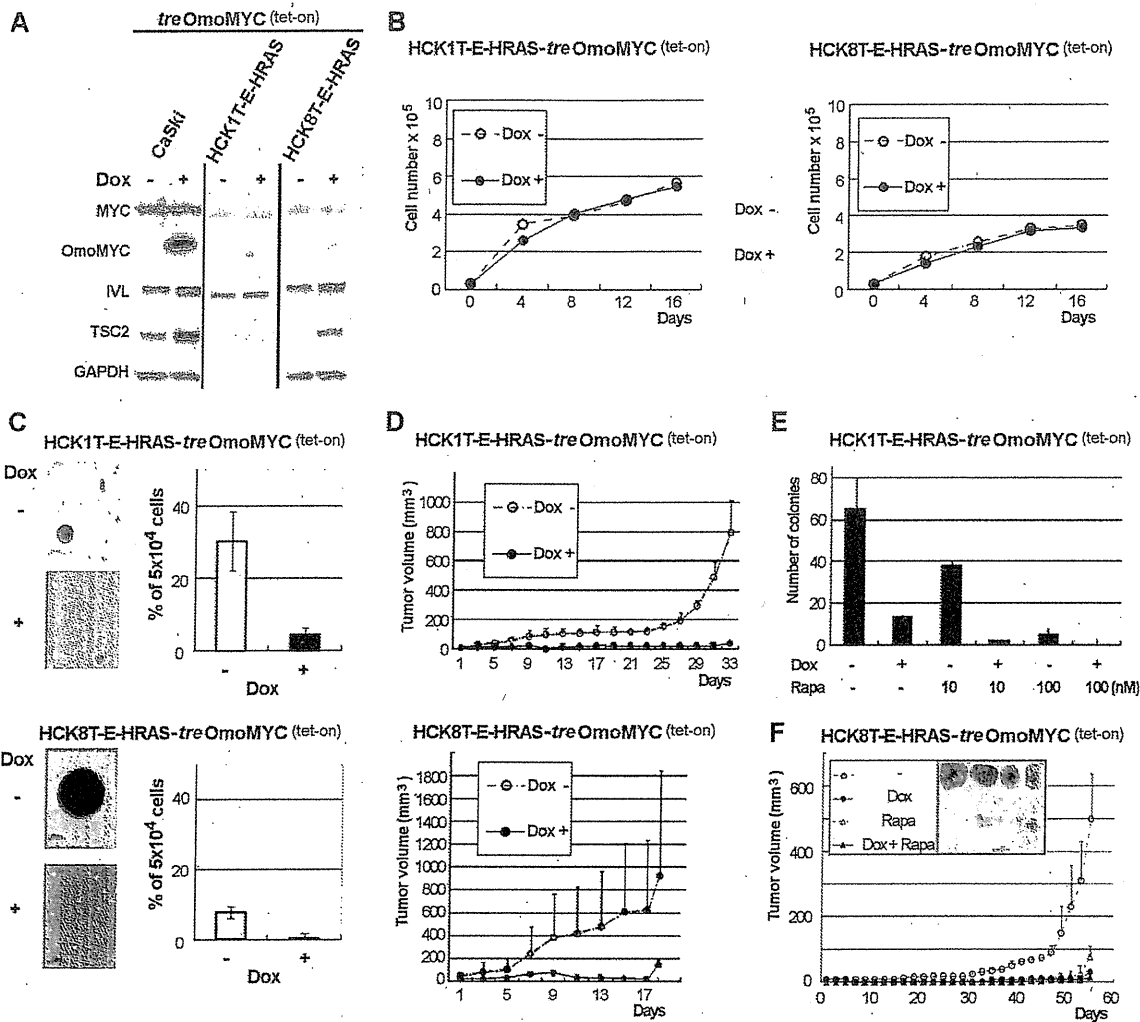 A
treOmoMYC (tet-on)
CaSki
HCK1T-E-HRAS
HCK8T-E-HRAS
Dox - + - + - +
MYC
OmoMYC
IVL
TSC2
GAPDH
B
HCK1T-E-HRAS-treOmoMYC (tet-on)
Cell number x 10⁵
10
8
6
4
2
0
Dox -
Dox +
0 4 8 12 16
Days
Dox -
Dox +
HCK8T-E-HRAS-treOmoMYC (tet-on)
Cell number x 10⁵
10
8
6
4
2
0
Dox -
Dox +
0 4 8 12 16
Days
C
HCK1T-E-HRAS-treOmoMYC (tet-on)
Dox
-
+
% of 5x10⁴ cells
40
20
0
- +
Dox
HCK8T-E-HRAS-treOmoMYC (tet-on)
Dox
-
+
% of 5x10⁴ cells
40
20
0
- +
Dox
D
HCK1T-E-HRAS-treOmoMYC (tet-on)
Tumor volume (mm³)
1000
800
600
400
200
0
Dox -
Dox +
1 5 9 13 17 21 25 29 33
Days
HCK8T-E-HRAS-treOmoMYC (tet-on)
Tumor volume (mm³)
1800
1600
1400
1200
1000
800
600
400
200
0
Dox -
Dox +
1 5 9 13 17
Days
E
HCK1T-E-HRAS-treOmoMYC (tet-on)
Number of colonies
80
60
40
20
0
Dox - + - + - +
Rapa - - 10 10 100 100 (nM)
F
HCK8T-E-HRAS-treOmoMYC (tet-on)
Tumor volume (mm³)
600
400
200
0
-
Dox
Rapa
Dox + Rapa
0 10 20 30 40 50 60
Days